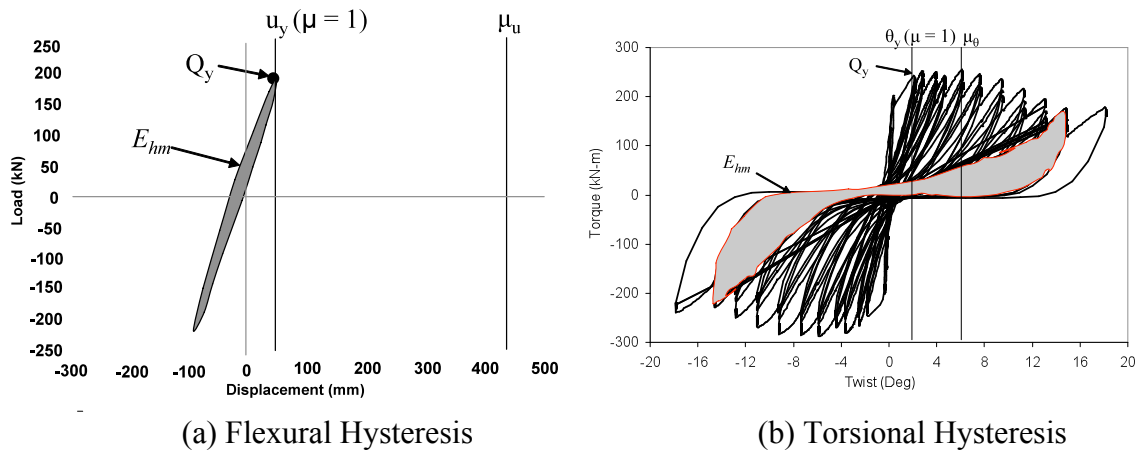 u_y (μ = 1)
μ_u
250
200
150
100
50
0
-50
-100
-150
-200
-250
Load (kN)
Q_y
E_hm
-300 -200 -100 0 100 200 300 400 500
Displacement (mm)
(a) Flexural Hysteresis
θ_y (μ = 1) μ_θ
300
200
100
0
-100
-200
-300
Torque (kN-m)
Q_y
E_hm
-20 -16 -12 -8 -4 0 4 8 12 16 20
Twist (Deg)
(b) Torsional Hysteresis